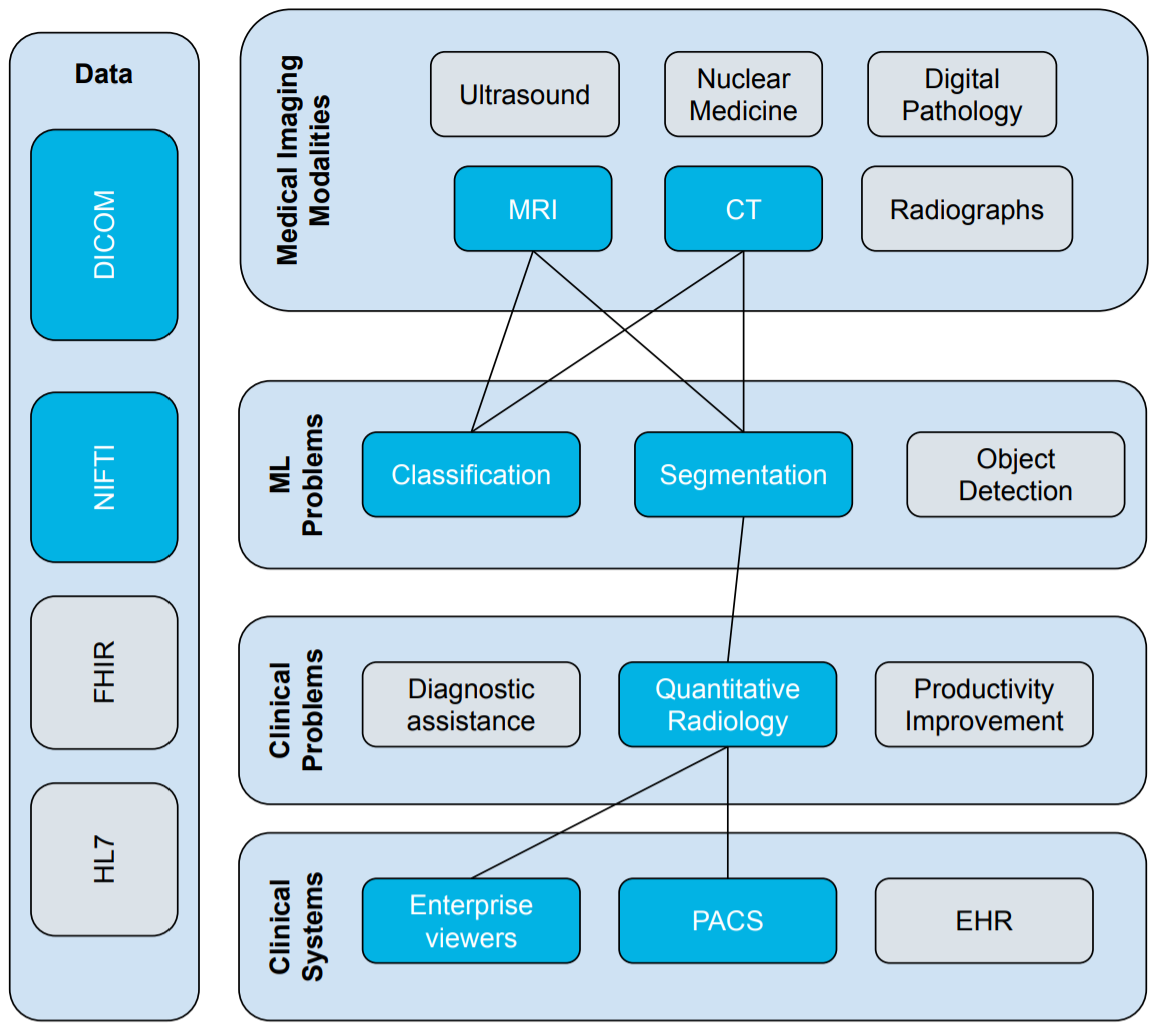 Data
DICOM
NIFTI
FHIR
HL7
Medical Imaging
Modalities
Ultrasound
Nuclear
Medicine
Digital
Pathology
MRI
CT
Radiographs
ML
Problems
Classification
Segmentation
Object
Detection
Clinical
Problems
Diagnostic
assistance
Quantitative
Radiology
Productivity
Improvement
Clinical
Systems
Enterprise
viewers
PACS
EHR